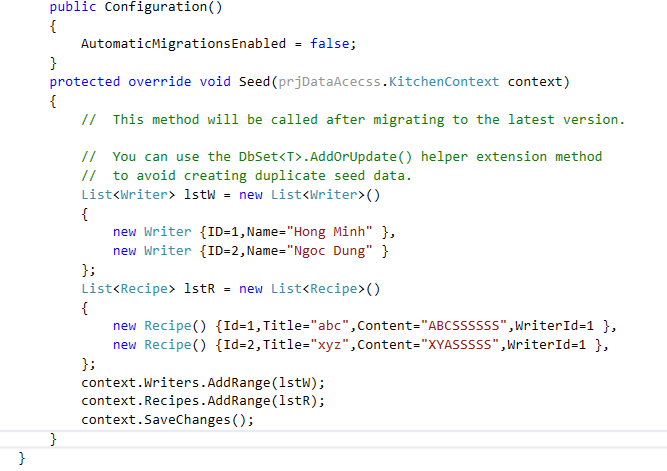 public Configuration()
{
AutomaticMigrationsEnabled = false;
}
protected override void Seed(prjDataAcecss.KitchenContext context)
{
//  This method will be called after migrating to the latest version.
//  You can use the DbSet<T>.AddOrUpdate() helper extension method
//  to avoid creating duplicate seed data.
List<Writer> lstW = new List<Writer>()
{
new Writer {ID=1,Name="Hong Minh" },
new Writer {ID=2,Name="Ngoc Dung" }
};
List<Recipe> lstR = new List<Recipe>()
{
new Recipe() {Id=1,Title="abc",Content="ABCSSSSSS",WriterId=1 },
new Recipe() {Id=2,Title="xyz",Content="XYASSSSS",WriterId=1 },
};
context.Writers.AddRange(lstW);
context.Recipes.AddRange(lstR);
context.SaveChanges();
}
}